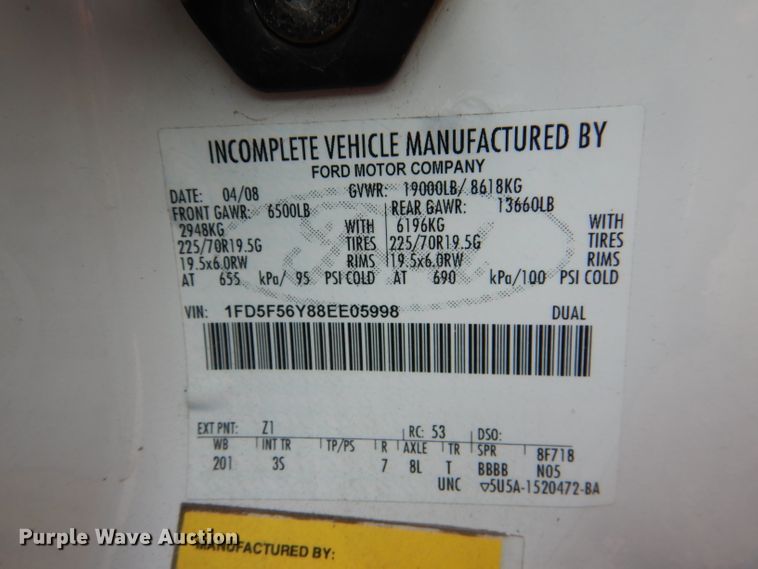 INCOMPLETE VEHICLE MANUFACTURED BY
FORD MOTOR COMPANY
DATE: 04/08 GVWR: 19000LB/ 8618KG
FRONT GAWR: 6500LB REAR GAWR: 13660LB
2948KG WITH 6196KG WITH
225/70R19.5G TIRES 225/70R19.5G TIRES
19.5x6.0RW RIMS 19.5x6.0RW RIMS
AT 655 kPa/ 95 PSI COLD AT 690 kPa/100 PSI COLD
VIN: 1FD5F56Y88EE05998 DUAL
EXT PNT: Z1 RC: 53 DSO:
WB INT TR TP/PS R AXLE TR SPR 8F718
201 3S 7 8L T BBBB N05
UNC ▽5U5A-1520472-BA
MANUFACTURED BY:
Purple Wave Auction